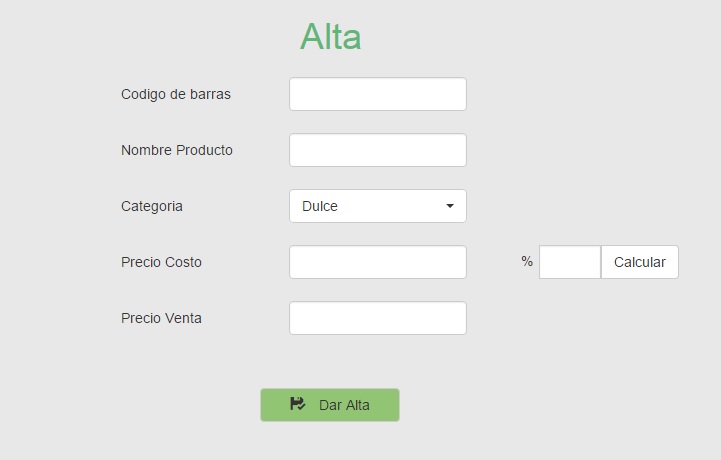 Alta
Codigo de barras
Nombre Producto
Categoria
Dulce
Precio Costo
% Calcular
Precio Venta
Dar Alta